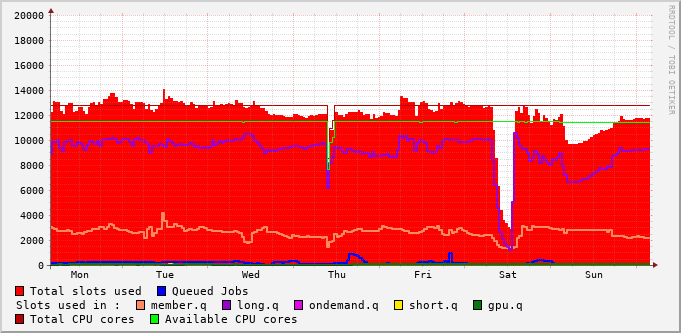 RRDTOOL / TOBI OETIKER
20000
18000
16000
14000
12000
10000
8000
6000
4000
2000
0
Mon Tue Wed Thu Fri Sat Sun
Total slots used Queued Jobs
Slots used in : member.q long.q ondemand.q short.q gpu.q
Total CPU cores Available CPU cores